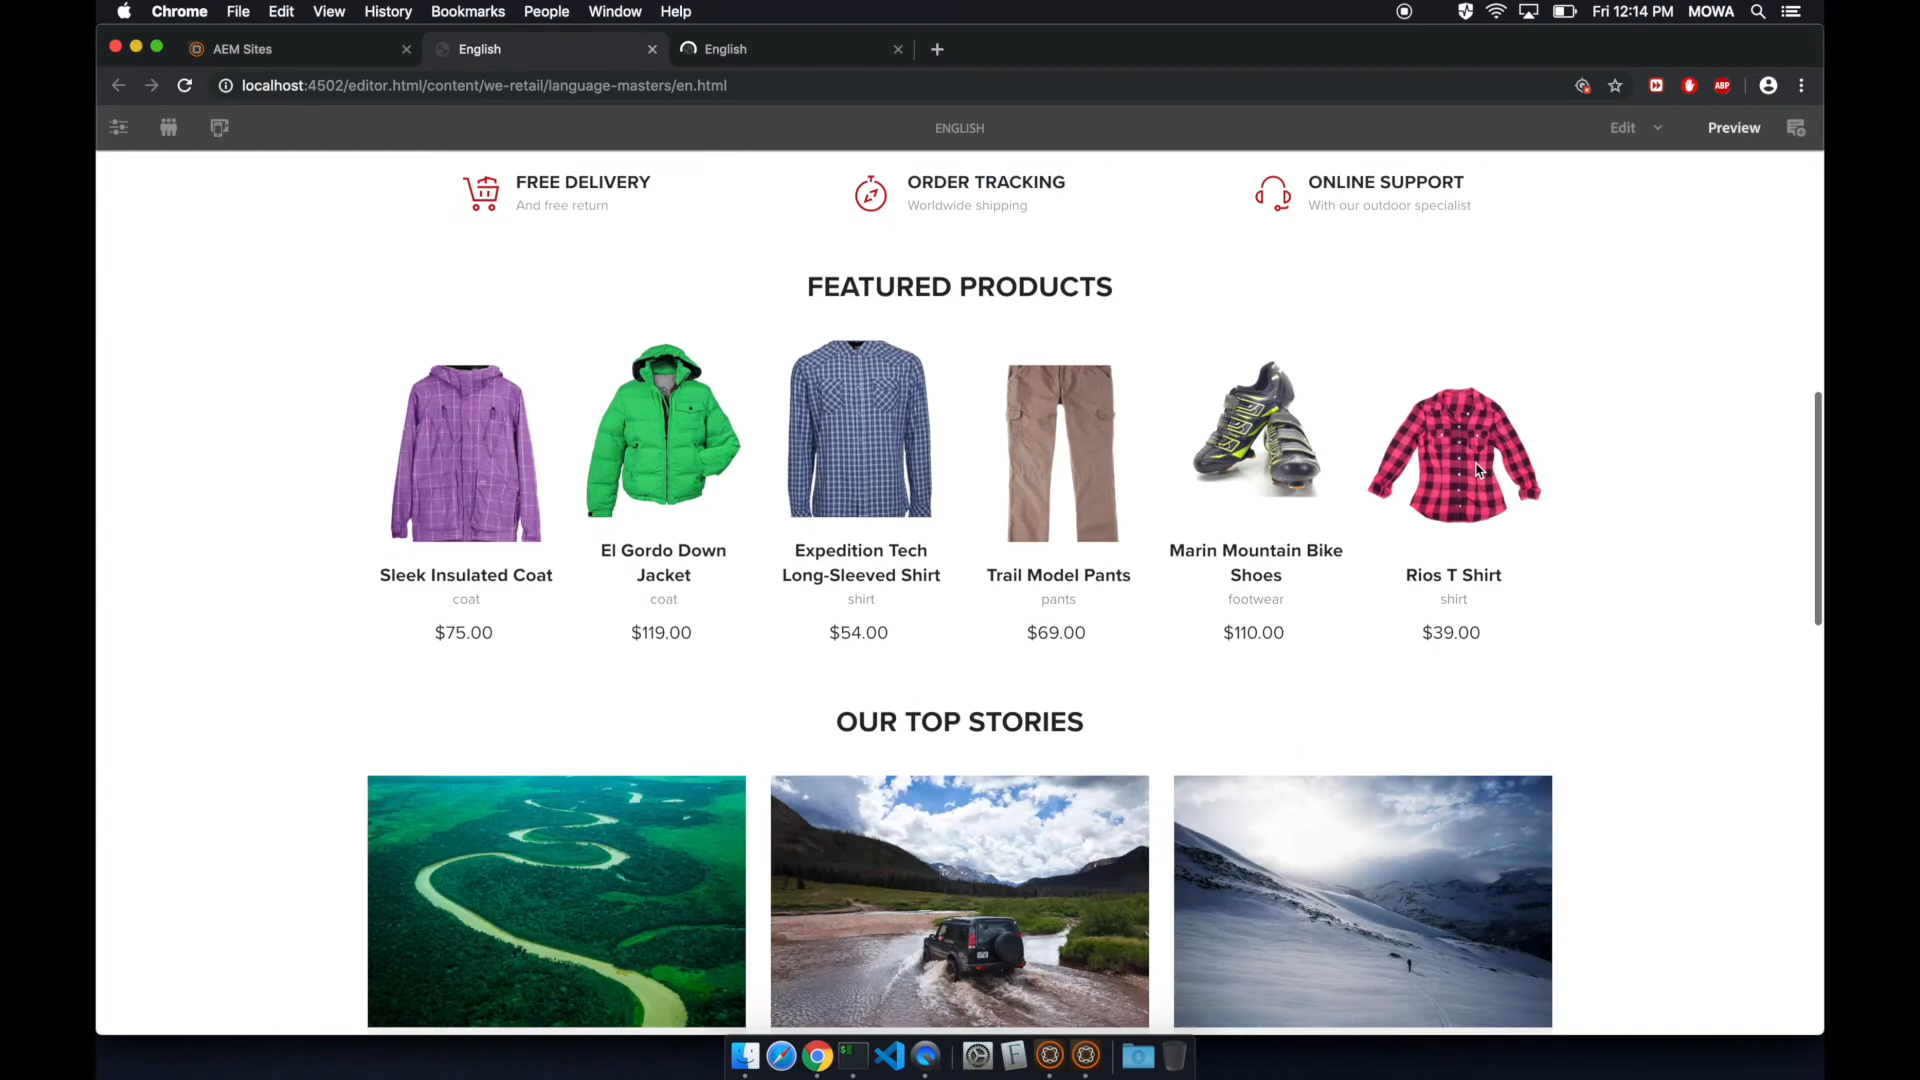 Chrome File Edit View History Bookmarks People Window Help Fri 12:14 PM MOWA
AEM Sites English English
localhost:4502/editor.html/content/we-retail/language-masters/en.html ABP
ENGLISH Edit Preview
FREE DELIVERY
And free return
ORDER TRACKING
Worldwide shipping
ONLINE SUPPORT
With our outdoor specialist
FEATURED PRODUCTS
Sleek Insulated Coat
coat
$75.00
El Gordo Down
Jacket
coat
$119.00
Expedition Tech
Long-Sleeved Shirt
shirt
$54.00
Trail Model Pants
pants
$69.00
Marin Mountain Bike
Shoes
footwear
$110.00
Rios T Shirt
shirt
$39.00
OUR TOP STORIES